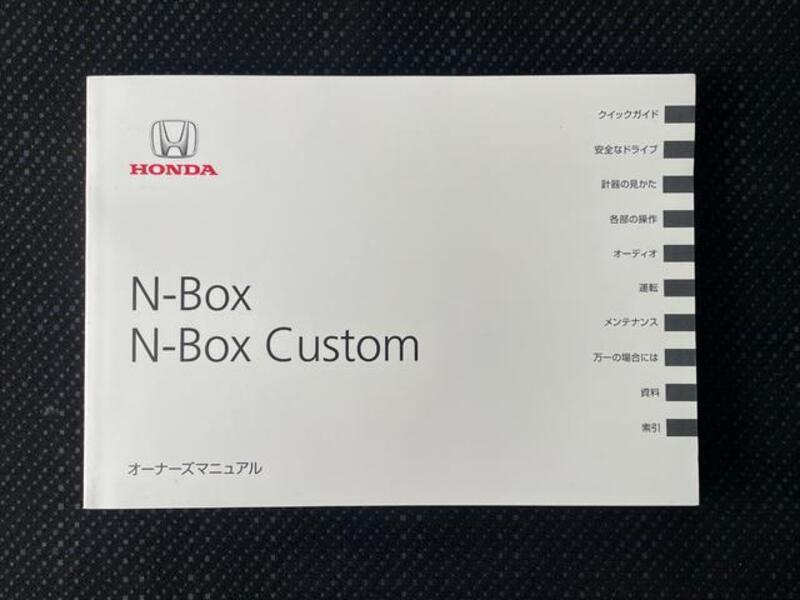 HONDA
N-Box
N-Box Custom
オーナーズマニュアル
クイックガイド
安全なドライブ
計器の見かた
各部の操作
オーディオ
運転
メンテナンス
万一の場合には
資料
索引